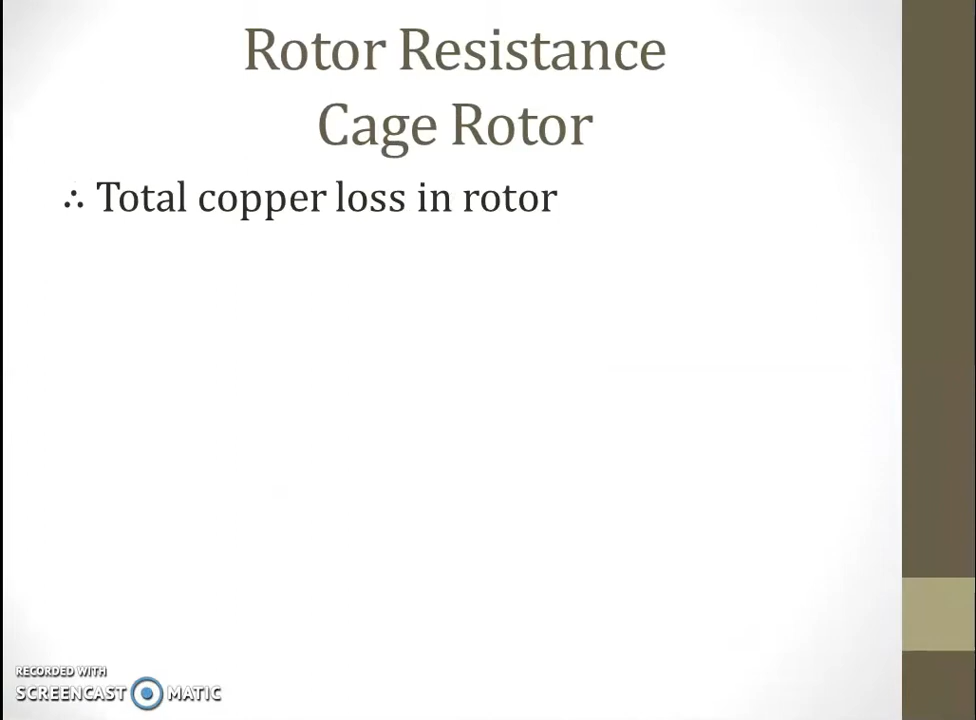 Rotor Resistance
Cage Rotor
∴ Total copper loss in rotor
RECORDED WITH
SCREENCAST MATIC